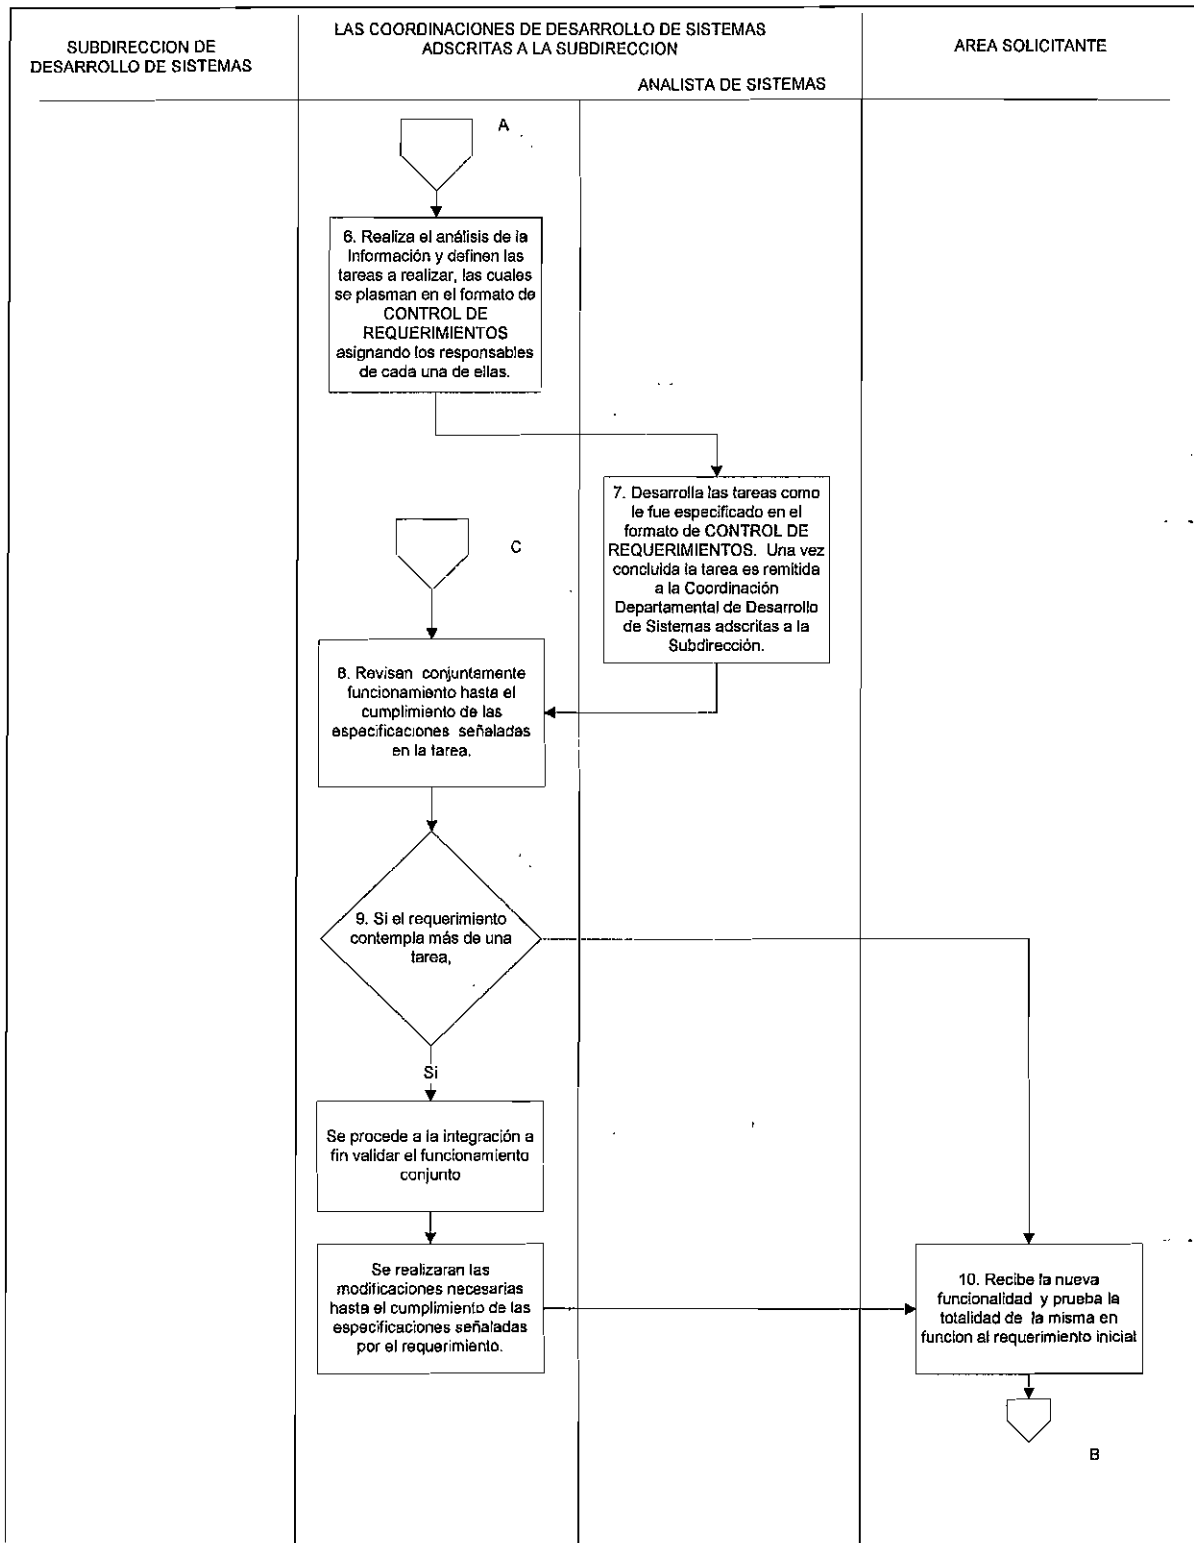 SUBDIRECCION DE
DESARROLLO DE SISTEMAS
LAS COORDINACIONES DE DESARROLLO DE SISTEMAS
ADSCRITAS A LA SUBDIRECCION
ANALISTA DE SISTEMAS
AREA SOLICITANTE
A
6. Realiza el análisis de la
Información y definen las
tareas a realizar, las cuales
se plasman en el formato de
CONTROL DE
REQUERIMIENTOS
asignando los responsables
de cada una de ellas.
7. Desarrolla las tareas como
le fue especificado en el
formato de CONTROL DE
REQUERIMIENTOS. Una vez
concluida la tarea es remitida
a la Coordinación
Departamental de Desarrollo
de Sistemas adscritas a la
Subdirección.
C
8. Revisan conjuntamente
funcionamiento hasta el
cumplimiento de las
especificaciones señaladas
en la tarea.
9. Si el requerimiento
contempla más de una
tarea,
Si
Se procede a la integración a
fin validar el funcionamiento
conjunto
Se realizaran las
modificaciones necesarias
hasta el cumplimiento de las
especificaciones señaladas
por el requerimiento.
10. Recibe la nueva
funcionalidad y prueba la
totalidad de la misma en
funcion al requerimiento inicial
B